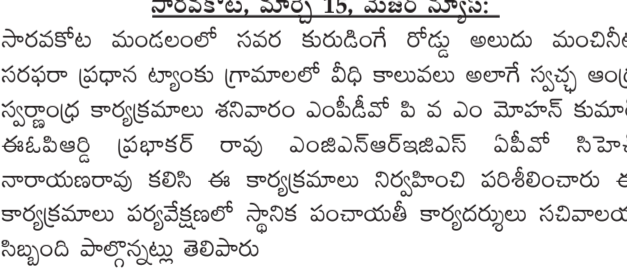 సారవకోట, మార్చి 15, మేజర్ న్యూస్:
సారవకోట మండలంలో సవర కురుడింగే రోడ్డు అలుదు మంచినీటి
సరఫరా ప్రధాన ట్యాంకు గ్రామాలలో వీధి కాలువలు అలాగే స్వచ్ఛ ఆంధ్ర
స్వర్ణాంధ్ర కార్యక్రమాలు శనివారం ఎంపీడీవో పి వ ఎం మోహన్ కుమార్
ఈఓపిఆర్డి ప్రభాకర్ రావు ఎంజిఎన్ఆర్ఇజిఎస్ ఏపీవో సిహెచ్
నారాయణరావు కలిసి ఈ కార్యక్రమాలు నిర్వహించి పరిశీలించారు ఈ
కార్యక్రమాలు పర్యవేక్షణలో స్థానిక పంచాయతీ కార్యదర్శులు సచివాలయ
సిబ్బంది పాల్గొన్నట్లు తెలిపారు